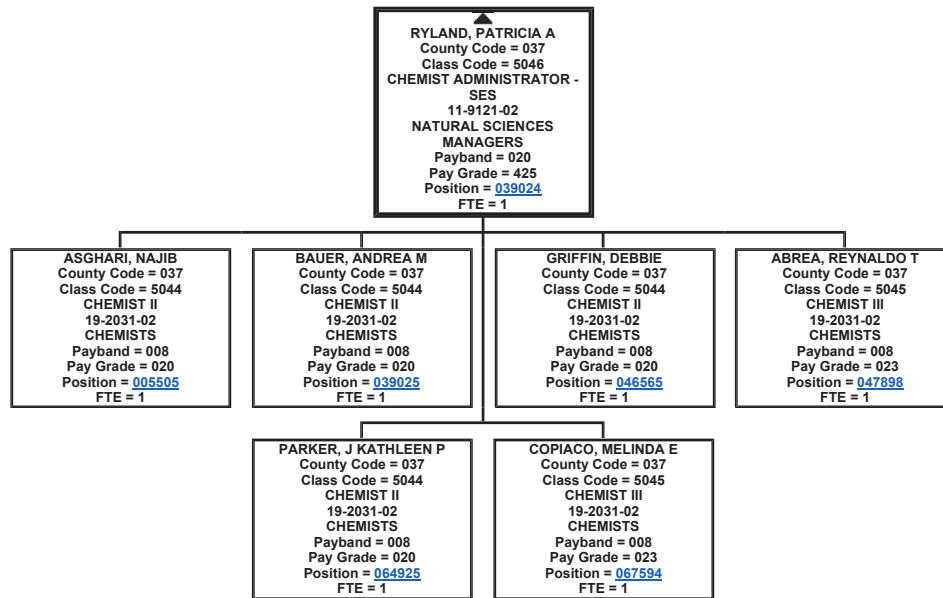 RYLAND, PATRICIA A
County Code = 037
Class Code = 5046
CHEMIST ADMINISTRATOR -
SES
11-9121-02
NATURAL SCIENCES
MANAGERS
Payband = 020
Pay Grade = 425
Position = 039024
FTE = 1
ASGHARI, NAJIB
County Code = 037
Class Code = 5044
CHEMIST II
19-2031-02
CHEMISTS
Payband = 008
Pay Grade = 020
Position = 005505
FTE = 1
BAUER, ANDREA M
County Code = 037
Class Code = 5044
CHEMIST II
19-2031-02
CHEMISTS
Payband = 008
Pay Grade = 020
Position = 039025
FTE = 1
GRIFFIN, DEBBIE
County Code = 037
Class Code = 5044
CHEMIST II
19-2031-02
CHEMISTS
Payband = 008
Pay Grade = 020
Position = 046565
FTE = 1
ABREA, REYNALDO T
County Code = 037
Class Code = 5045
CHEMIST III
19-2031-02
CHEMISTS
Payband = 008
Pay Grade = 023
Position = 047898
FTE = 1
PARKER, J KATHLEEN P
County Code = 037
Class Code = 5044
CHEMIST II
19-2031-02
CHEMISTS
Payband = 008
Pay Grade = 020
Position = 064925
FTE = 1
COPIACO, MELINDA E
County Code = 037
Class Code = 5045
CHEMIST III
19-2031-02
CHEMISTS
Payband = 008
Pay Grade = 023
Position = 067594
FTE = 1